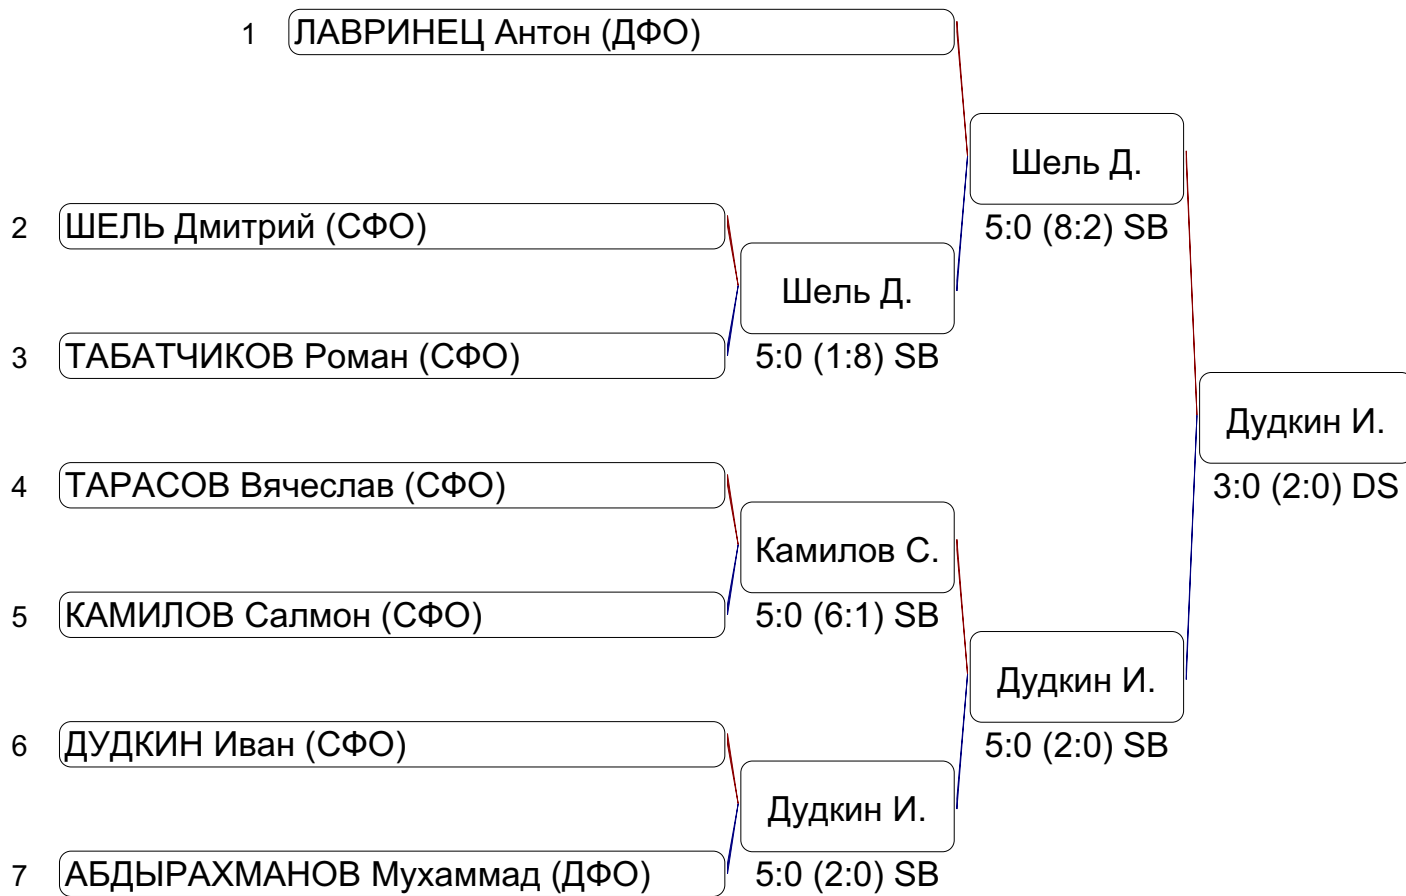 1 ЛАВРИНЕЦ Антон (ДФО)
Шель Д.
2 ШЕЛЬ Дмитрий (СФО)
5:0 (8:2) SB
Шель Д.
3 ТАБАТЧИКОВ Роман (СФО)
5:0 (1:8) SB
Дудкин И.
4 ТАРАСОВ Вячеслав (СФО)
3:0 (2:0) DS
Камилов С.
5 КАМИЛОВ Салмон (СФО)
5:0 (6:1) SB
Дудкин И.
6 ДУДКИН Иван (СФО)
5:0 (2:0) SB
Дудкин И.
7 АБДЫРАХМАНОВ Мухаммад (ДФО)
5:0 (2:0) SB